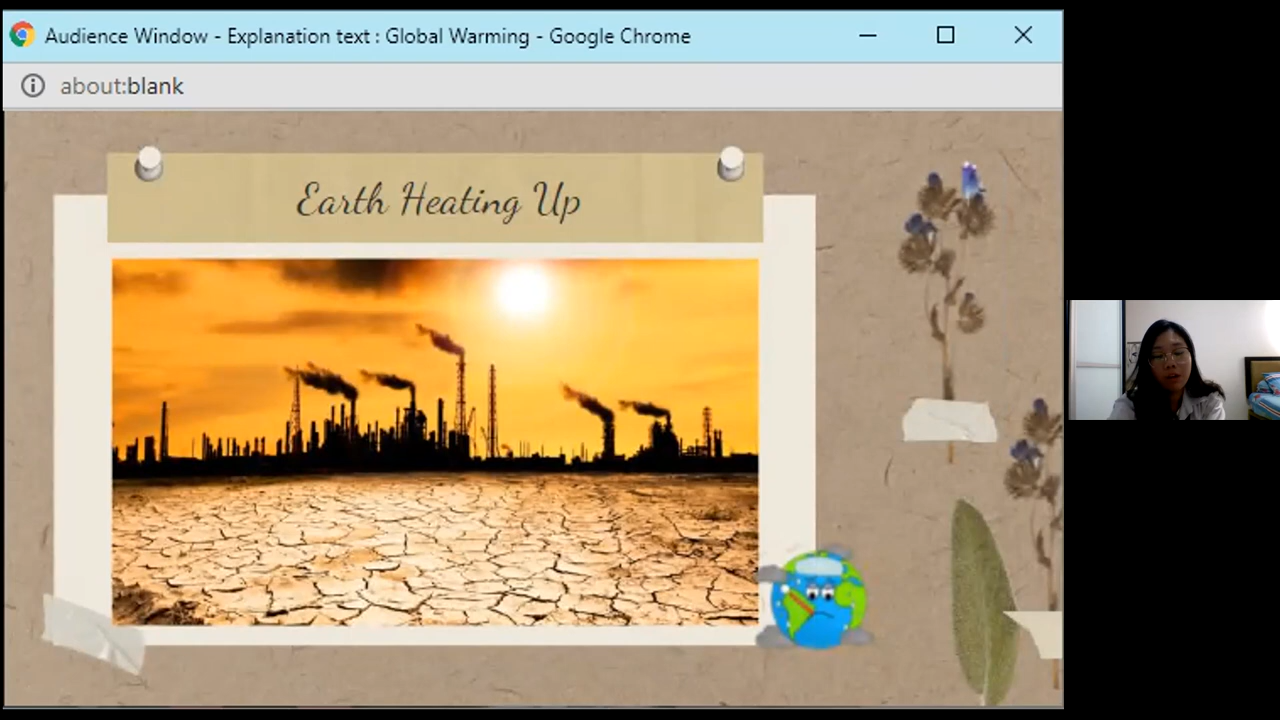 Audience Window - Explanation text : Global Warming - Google Chrome
about:blank
Earth Heating Up